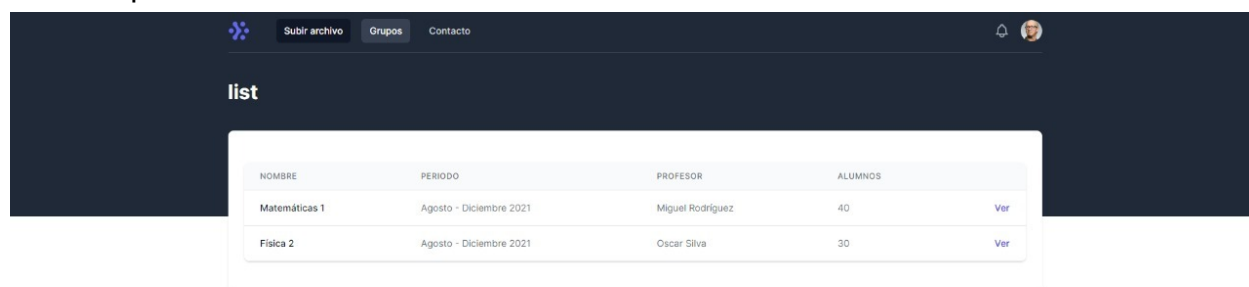 Subir archivo Grupos Contacto
list
NOMBRE PERIODO PROFESOR ALUMNOS
Matemáticas 1 Agosto - Diciembre 2021 Miguel Rodríguez 40 Ver
Física 2 Agosto - Diciembre 2021 Oscar Silva 30 Ver